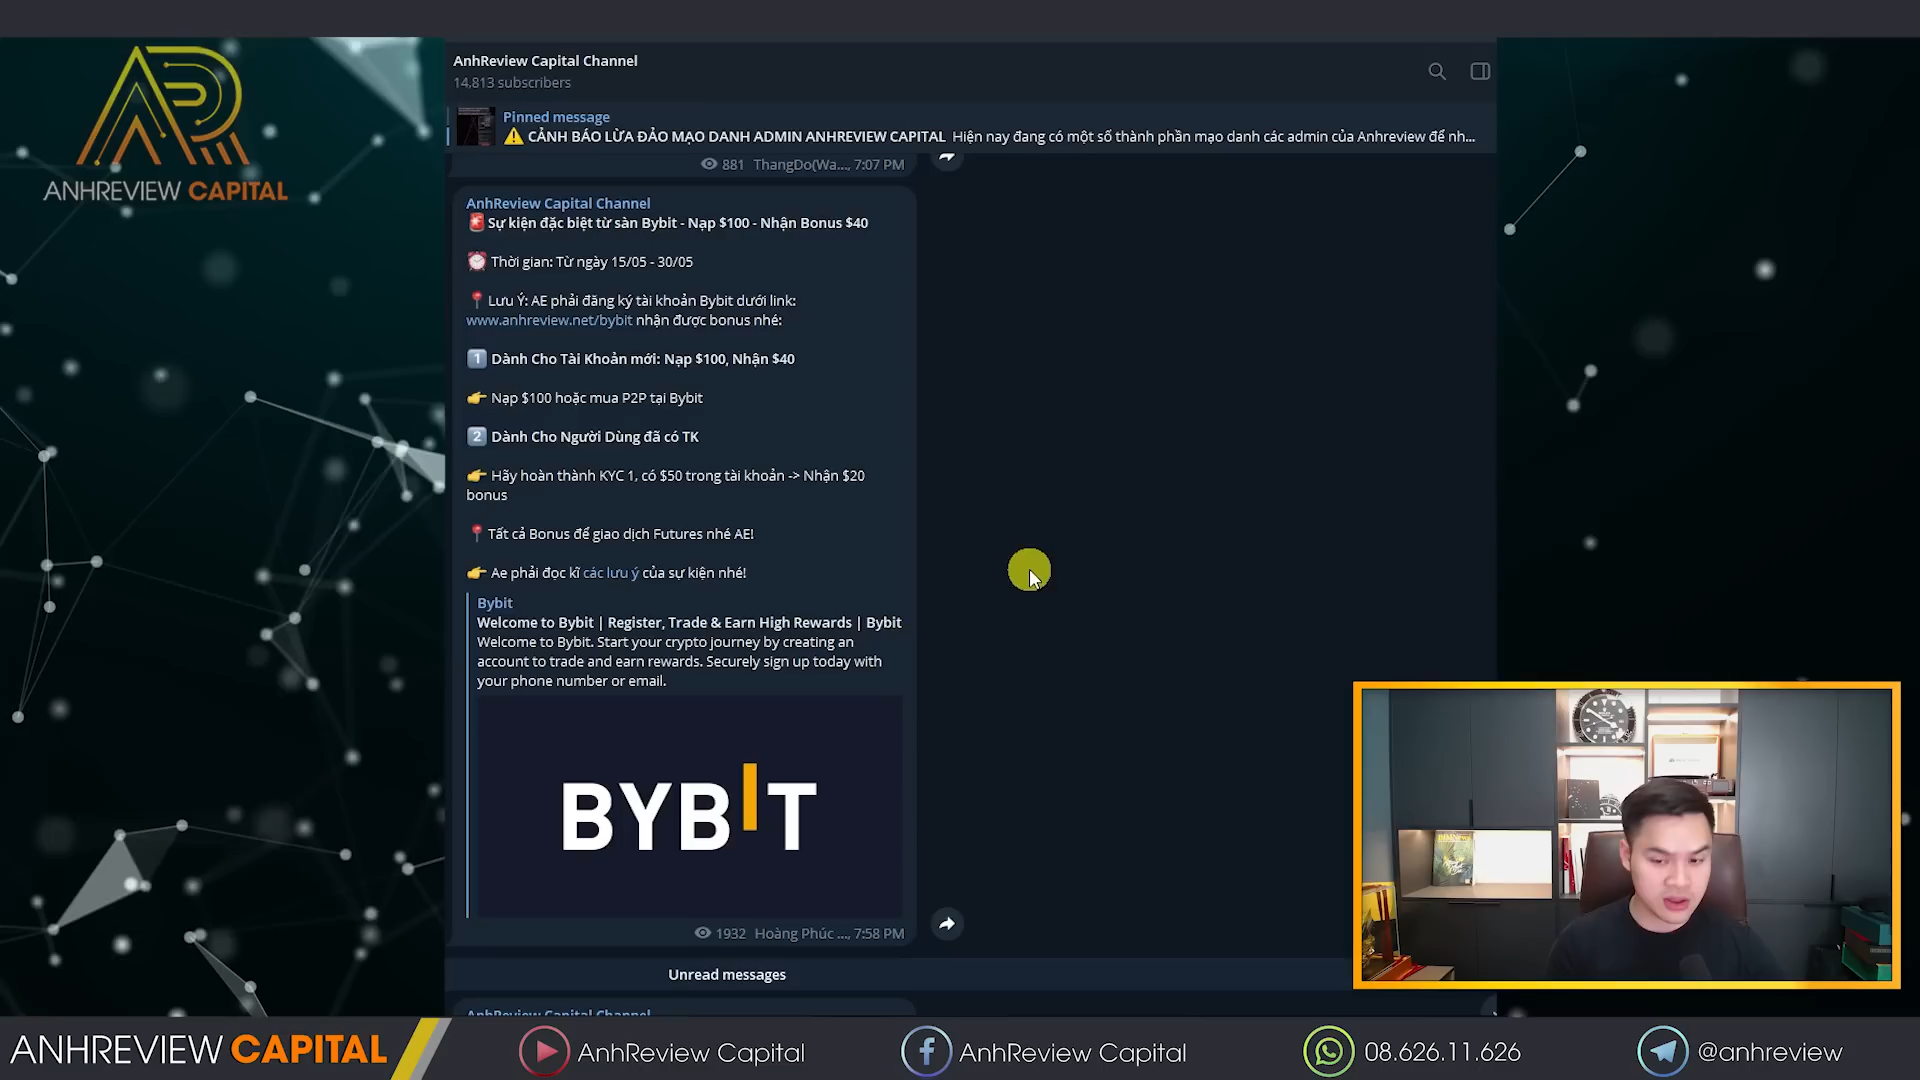 ANHREVIEW CAPITAL
AnhReview Capital Channel
14,813 subscribers
Pinned message
⚠️ CẢNH BÁO LỪA ĐẢO MẠO DANH ADMIN ANHREVIEW CAPITAL Hiện nay đang có một số thành phần mạo danh các admin của Anhreview để nh...
881 ThangDo(Wa..., 7:07 PM
AnhReview Capital Channel
🚨 Sự kiện đặc biệt từ sàn Bybit - Nạp $100 - Nhận Bonus $40
⏰ Thời gian: Từ ngày 15/05 - 30/05
📍 Lưu Ý: AE phải đăng ký tài khoản Bybit dưới link:
www.anhreview.net/bybit nhận được bonus nhé:
1️⃣ Dành Cho Tài Khoản mới: Nạp $100, Nhận $40
👉 Nạp $100 hoặc mua P2P tại Bybit
2️⃣ Dành Cho Người Dùng đã có TK
👉 Hãy hoàn thành KYC 1, có $50 trong tài khoản -> Nhận $20
bonus
📍 Tất cả Bonus để giao dịch Futures nhé AE!
👉 Ae phải đọc kĩ các lưu ý của sự kiện nhé!
Bybit
Welcome to Bybit | Register, Trade & Earn High Rewards | Bybit
Welcome to Bybit. Start your crypto journey by creating an
account to trade and earn rewards. Securely sign up today with
your phone number or email.
BYBIT
1932 Hoàng Phúc ..., 7:58 PM
Unread messages
AnhReview Capital Channel
ANHREVIEW CAPITAL
AnhReview Capital
AnhReview Capital
08.626.11.626
@anhreview